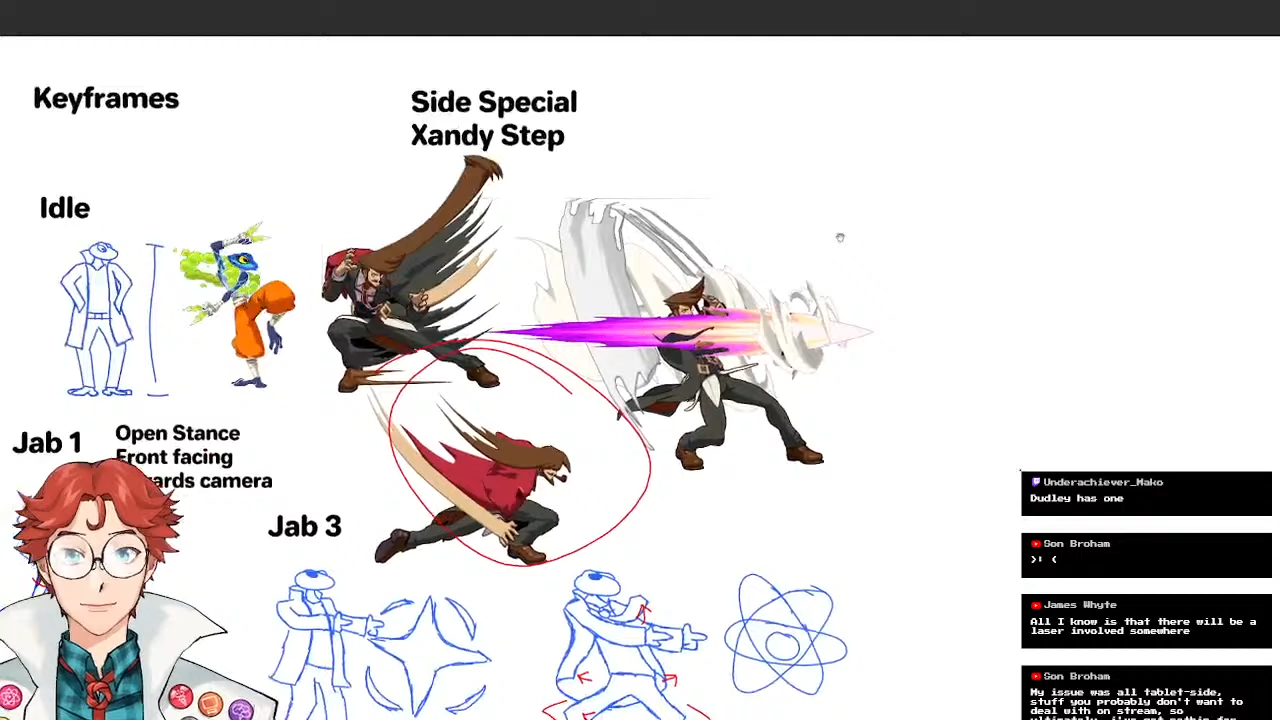 Keyframes
Side Special
Xandy Step
Idle
Jab 1
Open Stance
Front facing
wards camera
Jab 3
Underachiever_Mako
Dudley has one
Son Broham
James Whyte
All I know is that there will be a
laser involved somewhere
Son Broham
My issue was all tablet-side,
stuff you probably don't want to
deal with on stream, so